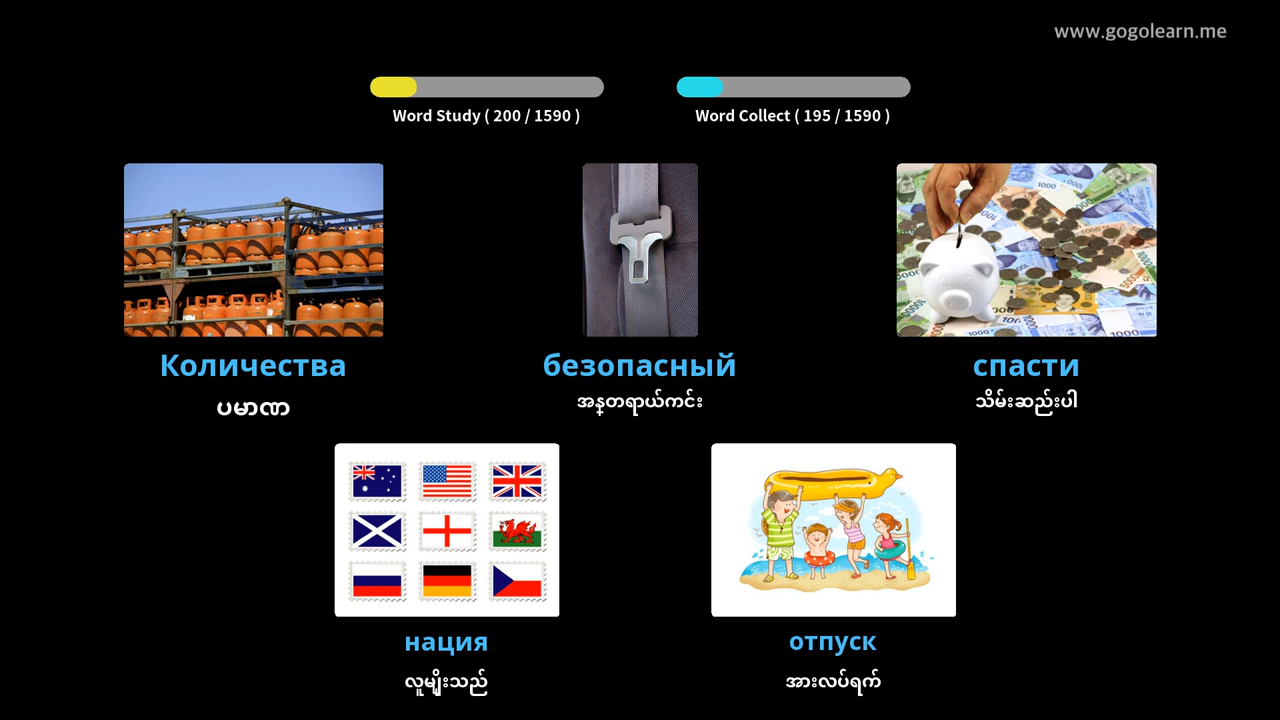 www.gogolearn.me
Word Study ( 200 / 1590 )
Word Collect ( 195 / 1590 )
Количества
безопасный
спасти
ပမာဏ
အန္တရာယ်ကင်း
သိမ်းဆည်းပါ
нация
отпуск
လူမျိုးသည်
အားလပ်ရက်